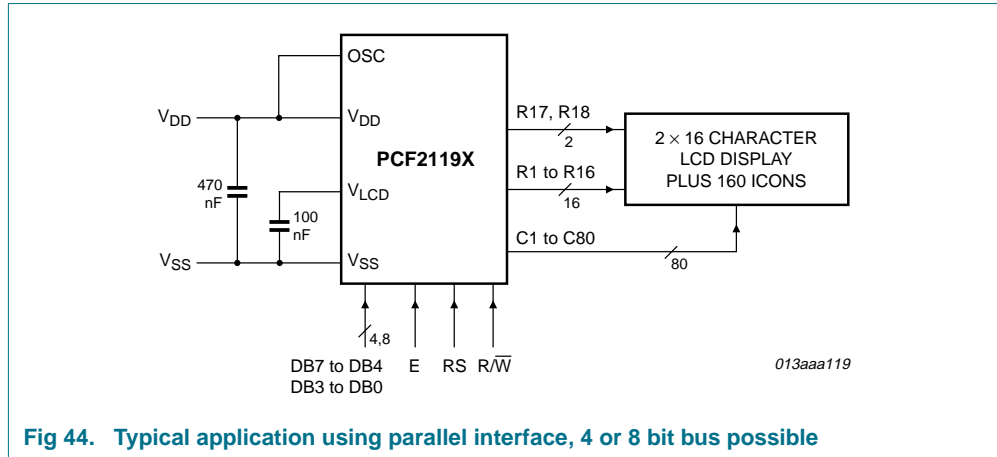 OSC
V_DD
V_DD
PCF2119X
R17, R18
2
2 × 16 CHARACTER
LCD DISPLAY
PLUS 160 ICONS
470
nF
V_LCD
100
nF
R1 to R16
16
C1 to C80
80
V_SS
V_SS
4,8
DB7 to DB4
DB3 to DB0
E
RS
R/W̅
013aaa119
Fig 44. Typical application using parallel interface, 4 or 8 bit bus possible